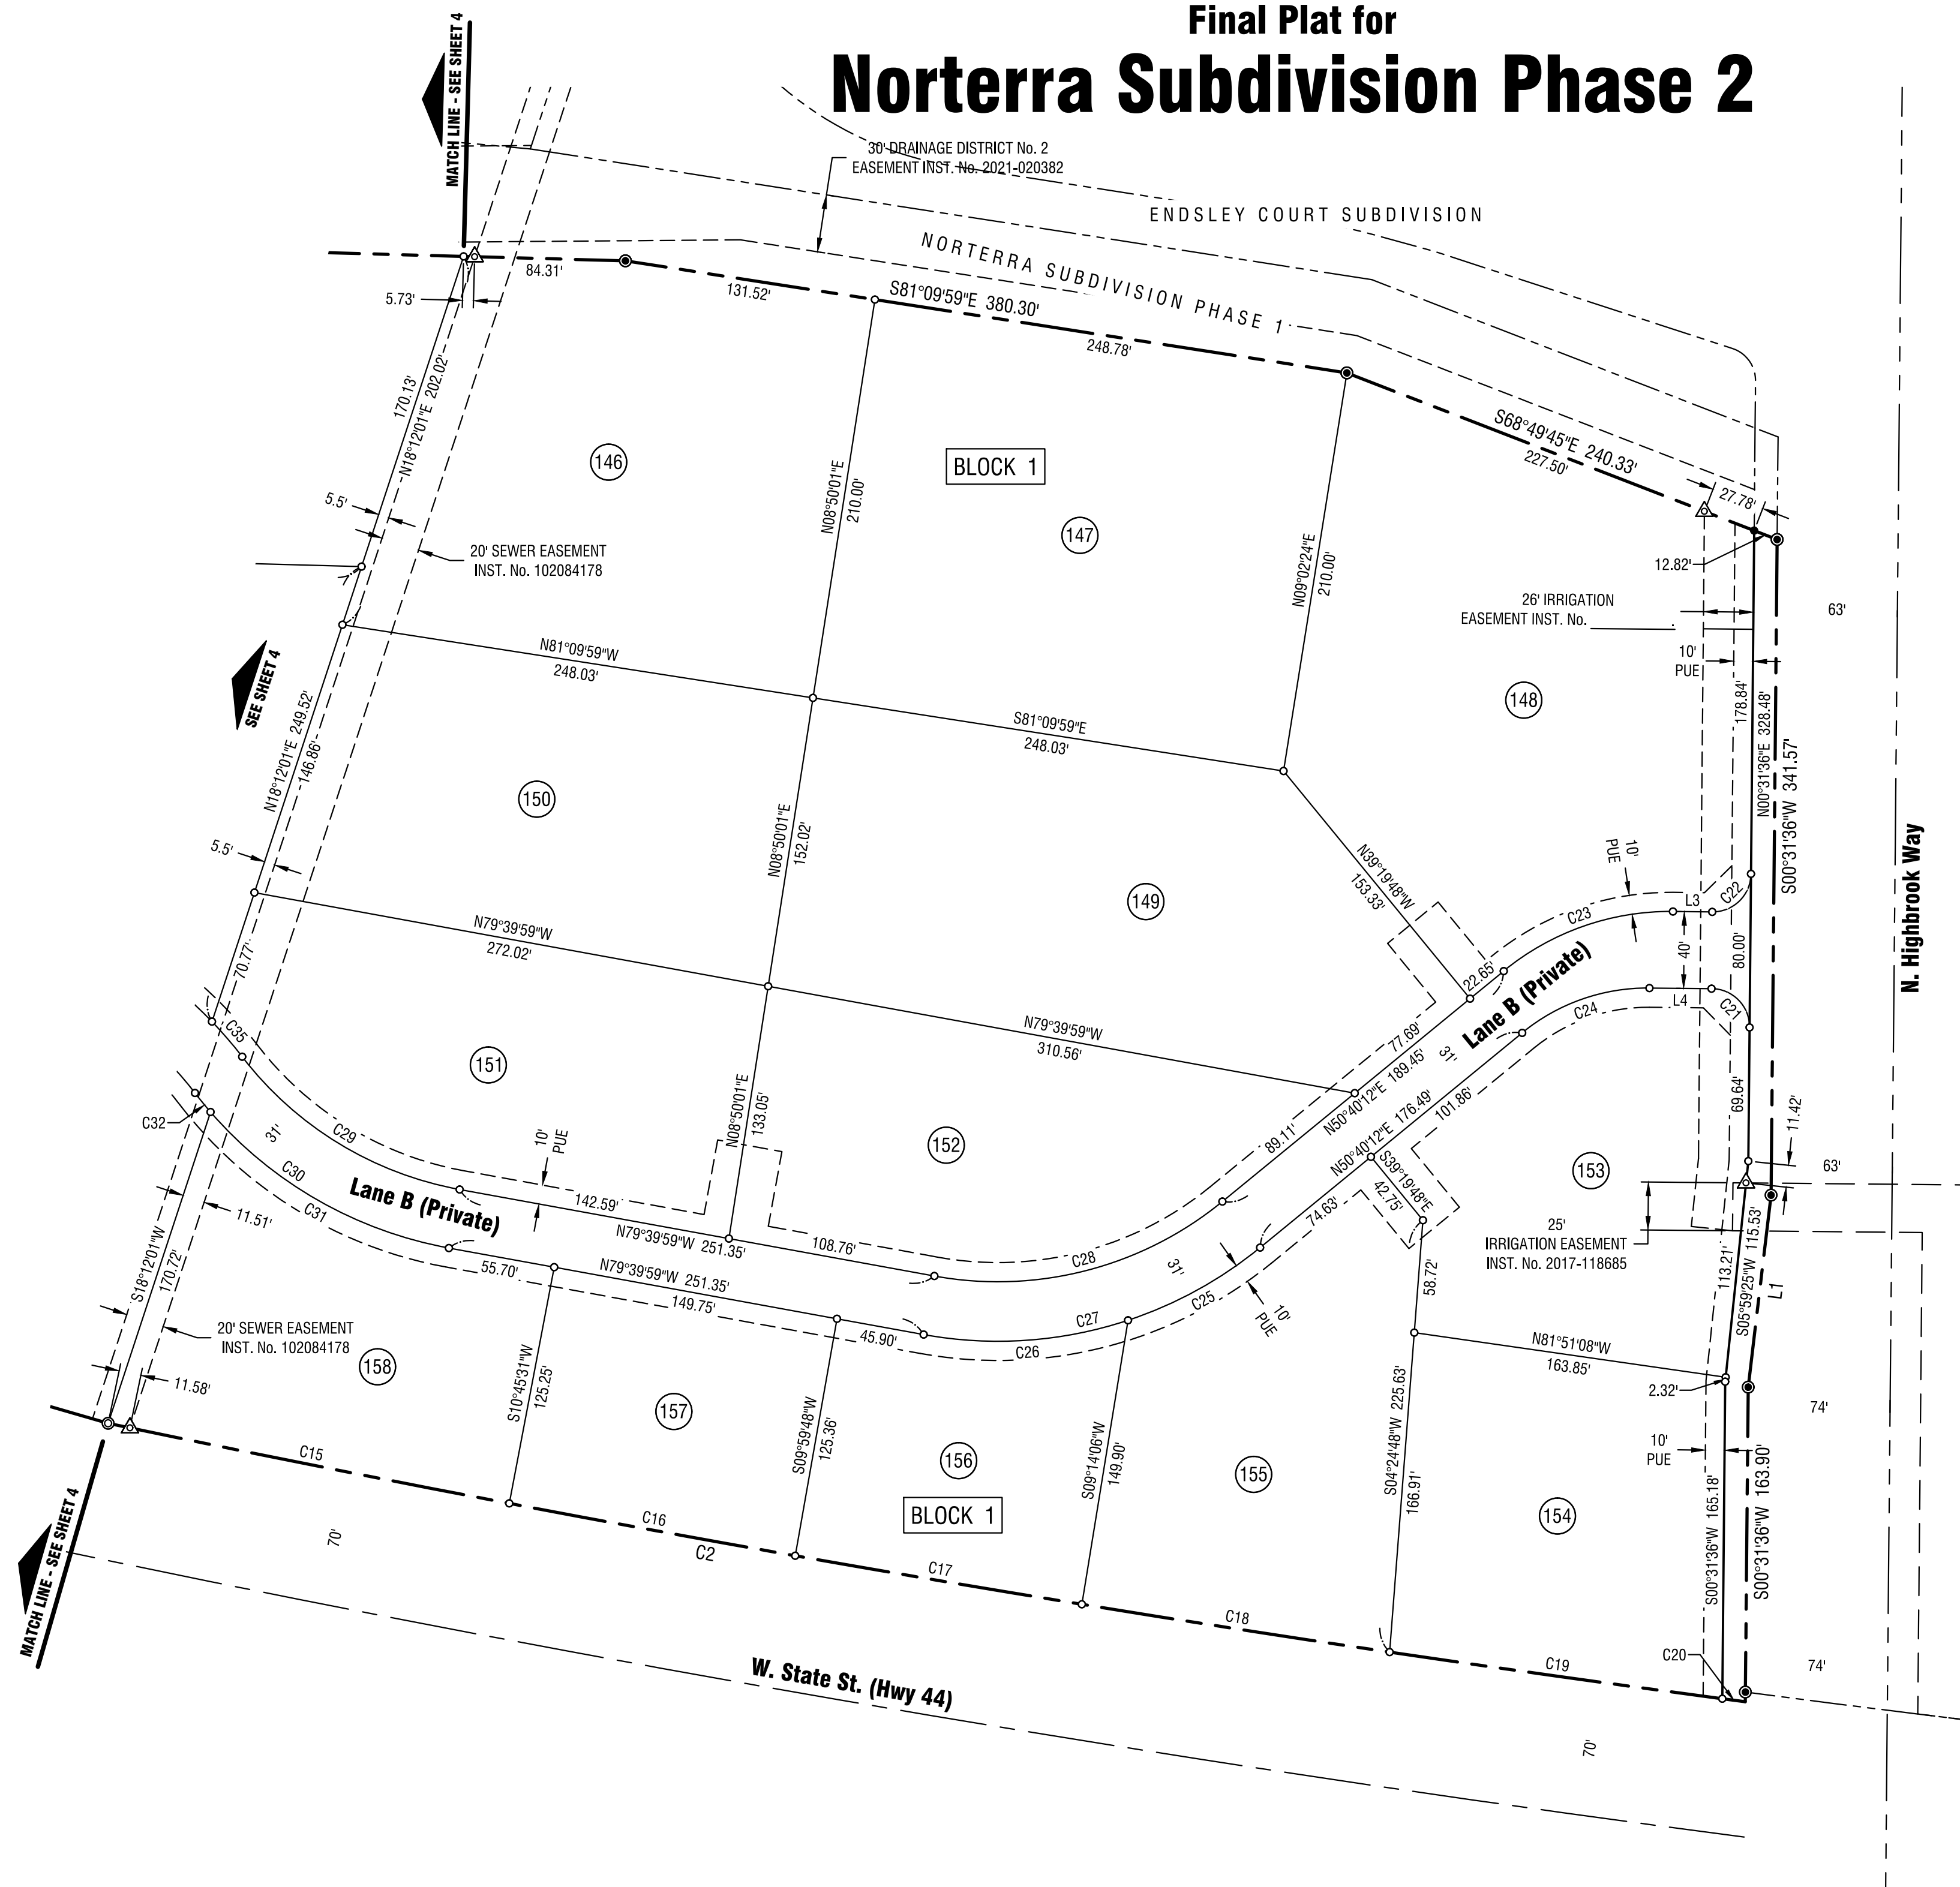 Final Plat for
Norterra Subdivision Phase 2
MATCH LINE - SEE SHEET 4
30' DRAINAGE DISTRICT No. 2
EASEMENT INST. No. 2021-020382
ENDSLEY COURT SUBDIVISION
NORTERRA SUBDIVISION PHASE 1
84.31'
5.73'
131.52'
S81°09'59"E 380.30'
248.78'
S68°49'45"E 240.33'
227.50'
27.78'
12.82'
170.13'
N18°12'01"E 202.02'
5.5'
146
N08°50'01"E
210.00'
BLOCK 1
147
N09°02'24"E
210.00'
20' SEWER EASEMENT
INST. No. 102084178
26' IRRIGATION
EASEMENT INST. No.
63'
10'
PUE
SEE SHEET 4
N81°09'59"W
248.03'
S81°09'59"E
248.03'
148
178.84'
N00°31'36"E 328.48'
S00°31'36"W 341.57'
N18°12'01"E 249.52'
146.86'
150
N08°50'01"E
152.02'
149
N39°19'48"W
153.33'
10'
PUE
N. Highbrook Way
5.5'
C23
L3
C22
N79°39'59"W
272.02'
70.77'
22.65'
Lane B (Private)
40'
80.00'
C35
N79°39'59"W
310.56'
77.69'
31'
C24
L4
C21
151
N08°50'01"E
133.05'
N50°40'12"E 189.45'
N50°40'12"E 176.49'
101.86'
69.64'
11.42'
C32
31'
C29
10'
PUE
152
89.11'
S39°19'48"E
42.75'
153
63'
C30
C31
Lane B (Private)
142.59'
11.51'
N79°39'59"W 251.35'
108.76'
C28
31'
74.63'
25'
IRRIGATION EASEMENT
INST. No. 2017-118685
113.21'
S05°59'25"W 115.53'
L1
S18°12'01"W
170.72'
55.70'
N79°39'59"W 251.35'
149.75'
C27
C25
10'
PUE
58.72'
20' SEWER EASEMENT
INST. No. 102084178
158
45.90'
C26
N81°51'08"W
163.85'
11.58'
S10°45'31"W
125.25'
157
S09°59'48"W
125.36'
S09°14'06"W
149.90'
S04°24'48"W 225.63'
166.91'
2.32'
74'
C15
156
155
10'
PUE
BLOCK 1
154
S00°31'36"W 165.18'
S00°31'36"W 163.90'
MATCH LINE - SEE SHEET 4
70'
C16
C2
C17
C18
C19
C20
74'
W. State St. (Hwy 44)
70'